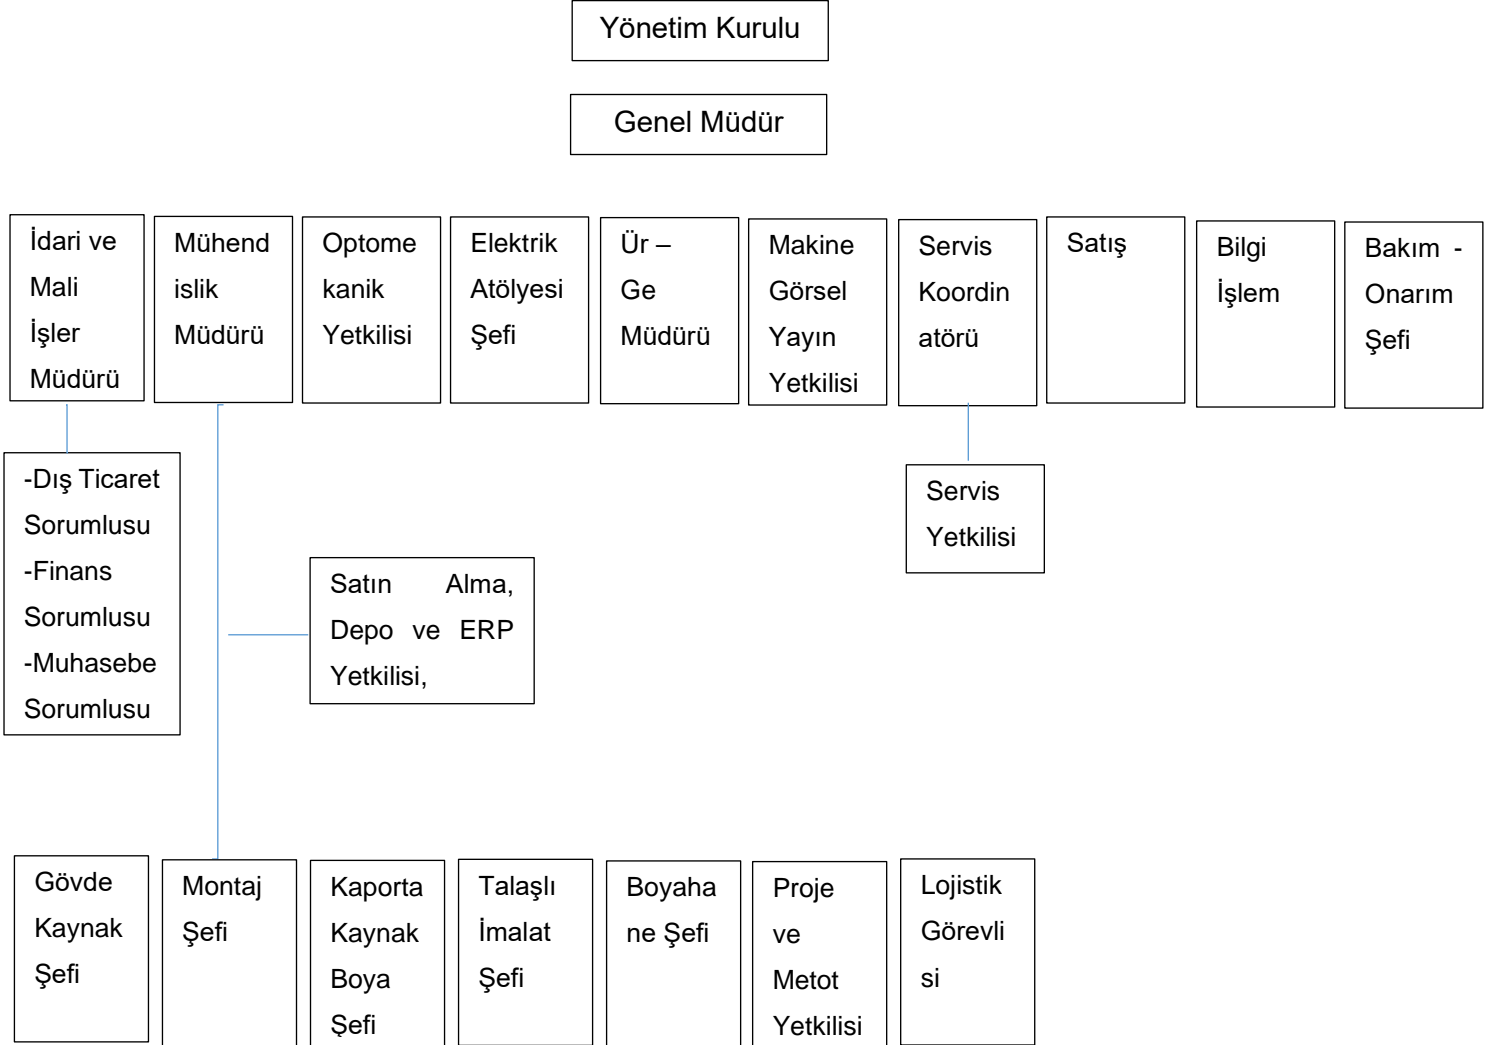 Yönetim Kurulu
Genel Müdür
İdari ve
Mali
İşler
Müdürü
Mühend
islik
Müdürü
Optome
kanik
Yetkilisi
Elektrik
Atölyesi
Şefi
Ür –
Ge
Müdürü
Makine
Görsel
Yayın
Yetkilisi
Servis
Koordin
atörü
Satış
Bilgi
İşlem
Bakım -
Onarım
Şefi
-Dış Ticaret
Sorumlusu
-Finans
Sorumlusu
-Muhasebe
Sorumlusu
Servis
Yetkilisi
Satın Alma,
Depo ve ERP
Yetkilisi,
Gövde
Kaynak
Şefi
Montaj
Şefi
Kaporta
Kaynak
Boya
Şefi
Talaşlı
İmalat
Şefi
Boyaha
ne Şefi
Proje
ve
Metot
Yetkilisi
Lojistik
Görevli
si